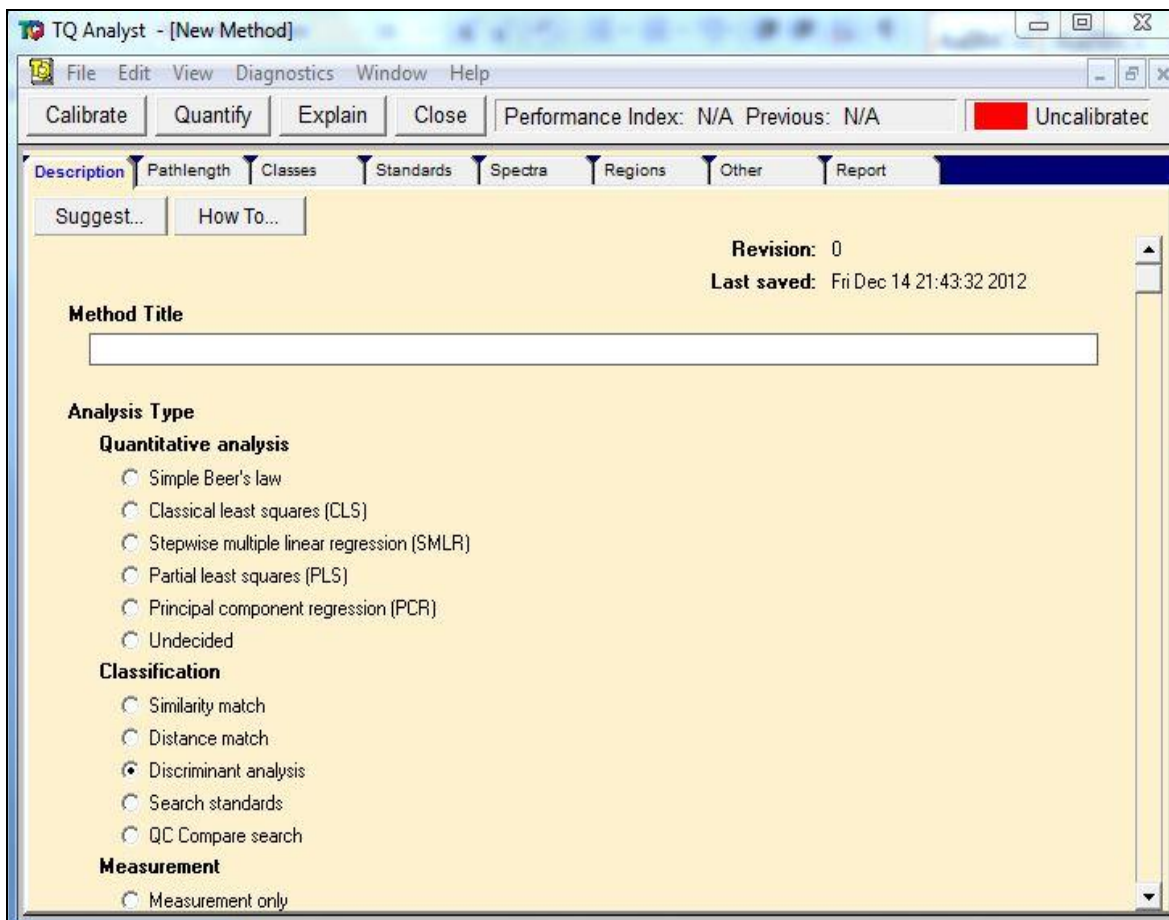 TQ Analyst - [New Method]
File Edit View Diagnostics Window Help
Calibrate Quantify Explain Close Performance Index: N/A Previous: N/A Uncalibrated
Description Pathlength Classes Standards Spectra Regions Other Report
Suggest... How To...
Revision: 0
Last saved: Fri Dec 14 21:43:32 2012
Method Title
Analysis Type
Quantitative analysis
Simple Beer's law
Classical least squares (CLS)
Stepwise multiple linear regression (SMLR)
Partial least squares (PLS)
Principal component regression (PCR)
Undecided
Classification
Similarity match
Distance match
Discriminant analysis
Search standards
QC Compare search
Measurement
Measurement only